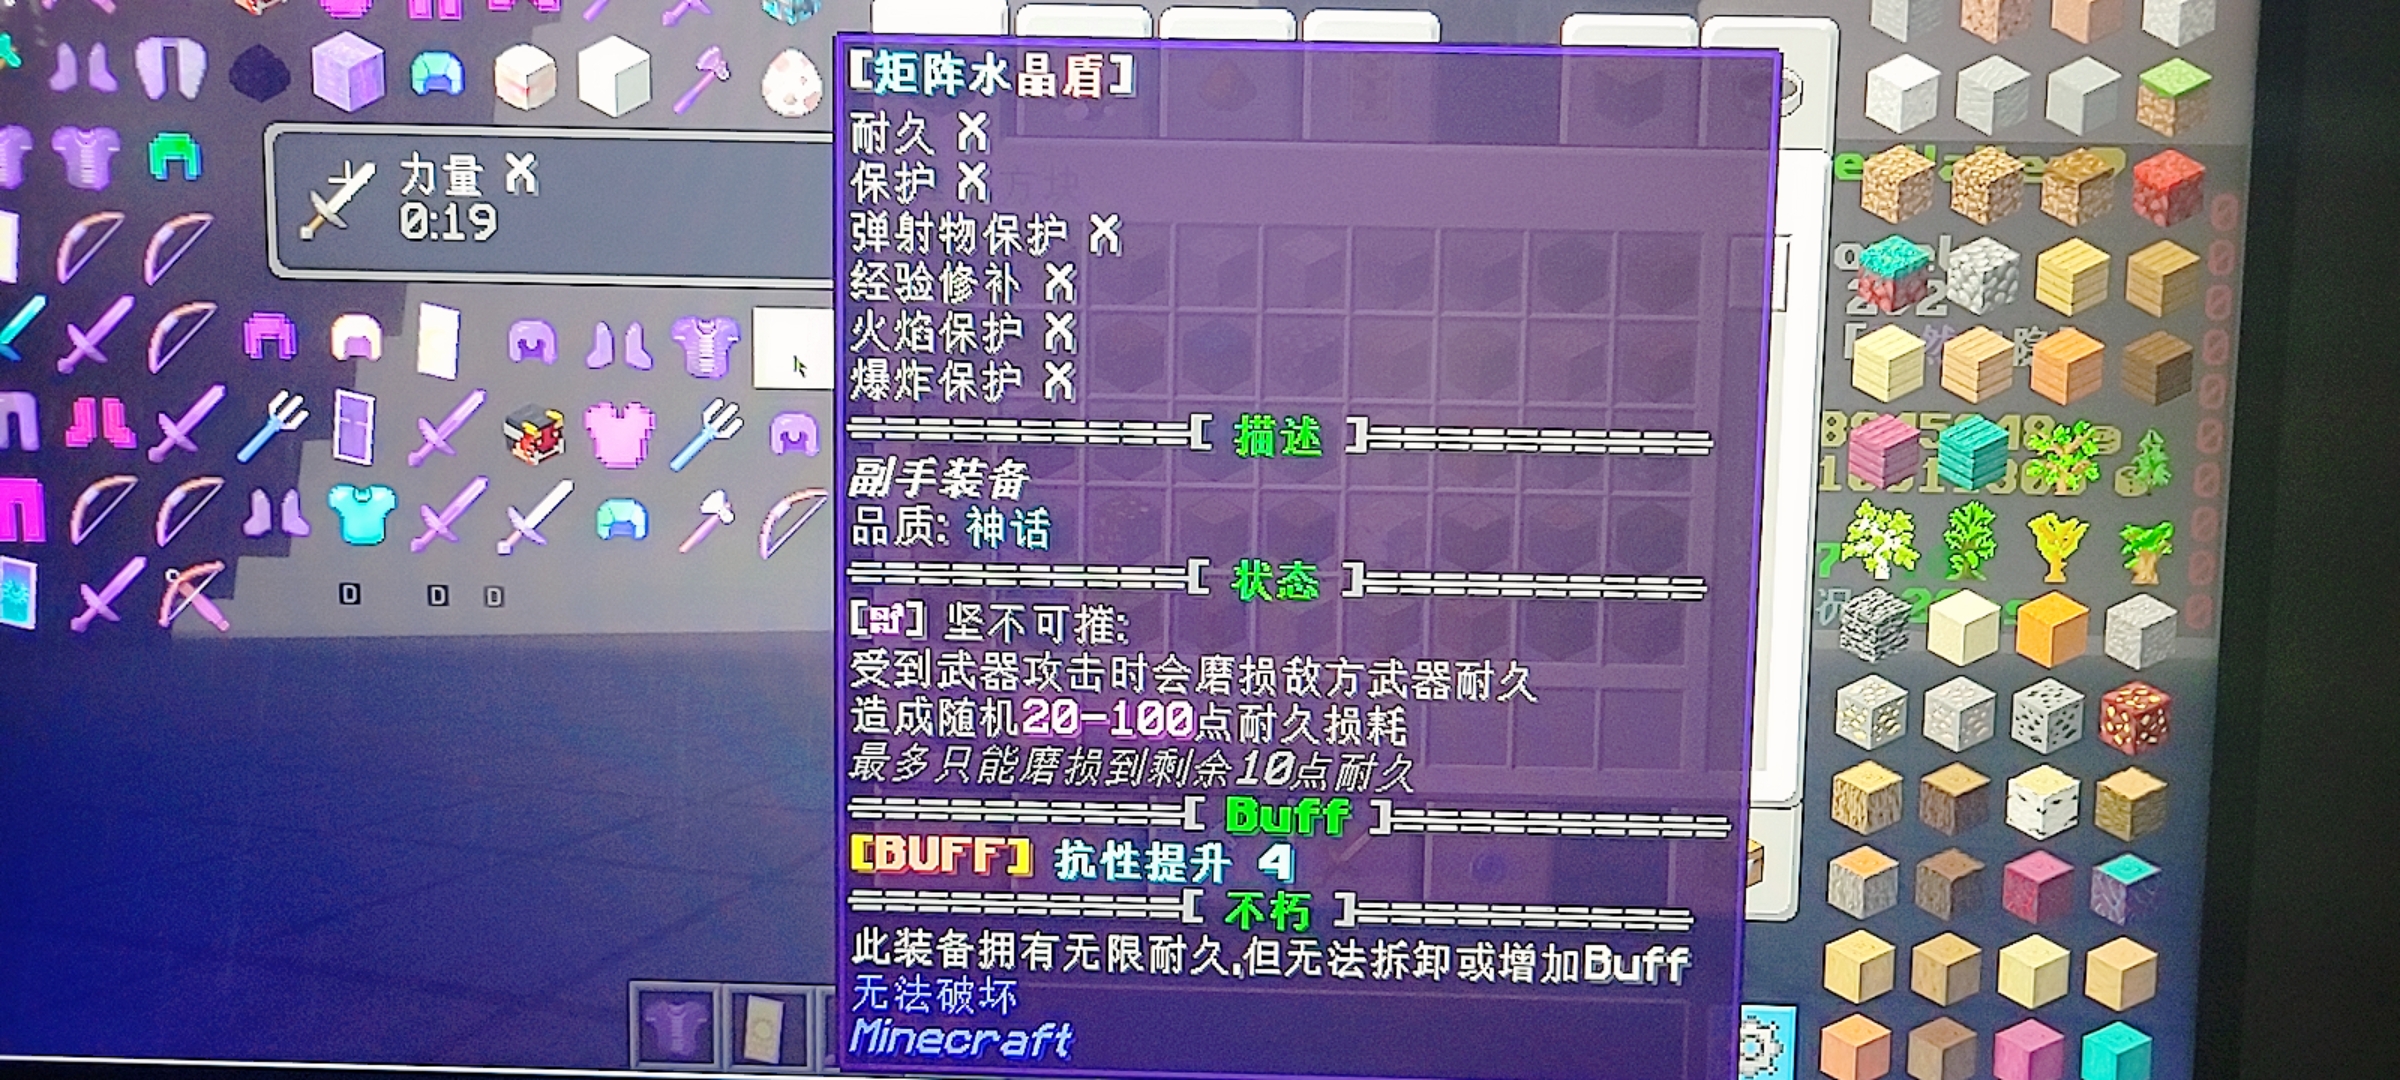 力量 X
0:19
[矩阵水晶盾]
耐久 X
保护 X
弹射物保护 X
经验修补 X
火焰保护 X
爆炸保护 X
[ 描述 ]
副手装备
品质: 神话
[ 状态 ]
坚不可摧:
受到武器攻击时会磨损敌方武器耐久
造成随机20-100点耐久损耗
最多只能磨损到剩余10点耐久
[ Buff ]
[BUFF] 抗性提升 4
[ 不朽 ]
此装备拥有无限耐久,但无法拆卸或增加Buff
无法破坏
Minecraft
D D D